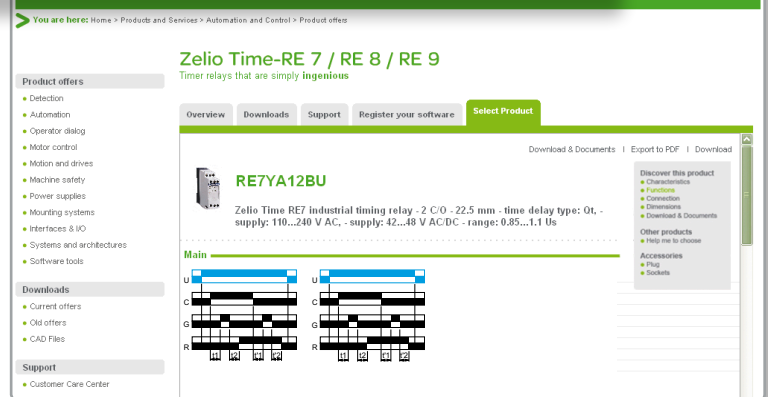 You are here: Home > Products and Services > Automation and Control > Product offers
Zelio Time-RE 7 / RE 8 / RE 9
Timer relays that are simply ingenious
Product offers
Detection
Automation
Operator dialog
Motor control
Motion and drives
Machine safety
Power supplies
Mounting systems
Interfaces & I/O
Systems and architectures
Software tools
Downloads
Current offers
Old offers
CAD Files
Support
Customer Care Center
Overview
Downloads
Support
Register your software
Select Product
Download & Documents | Export to PDF | Download
RE7YA12BU
Zelio Time RE7 industrial timing relay - 2 C/O - 22.5 mm - time delay type: Qt, -
supply: 110...240 V AC, - supply: 42...48 V AC/DC - range: 0.85...1.1 Us
Discover this product
Characteristics
Functions
Connection
Dimensions
Download & Documents
Other products
Help me to choose
Accessories
Plug
Sockets
Main
U
C
G
R
t1 t2 t'1 t'2
U
C
G
R
t1 t2 t'1 t'2